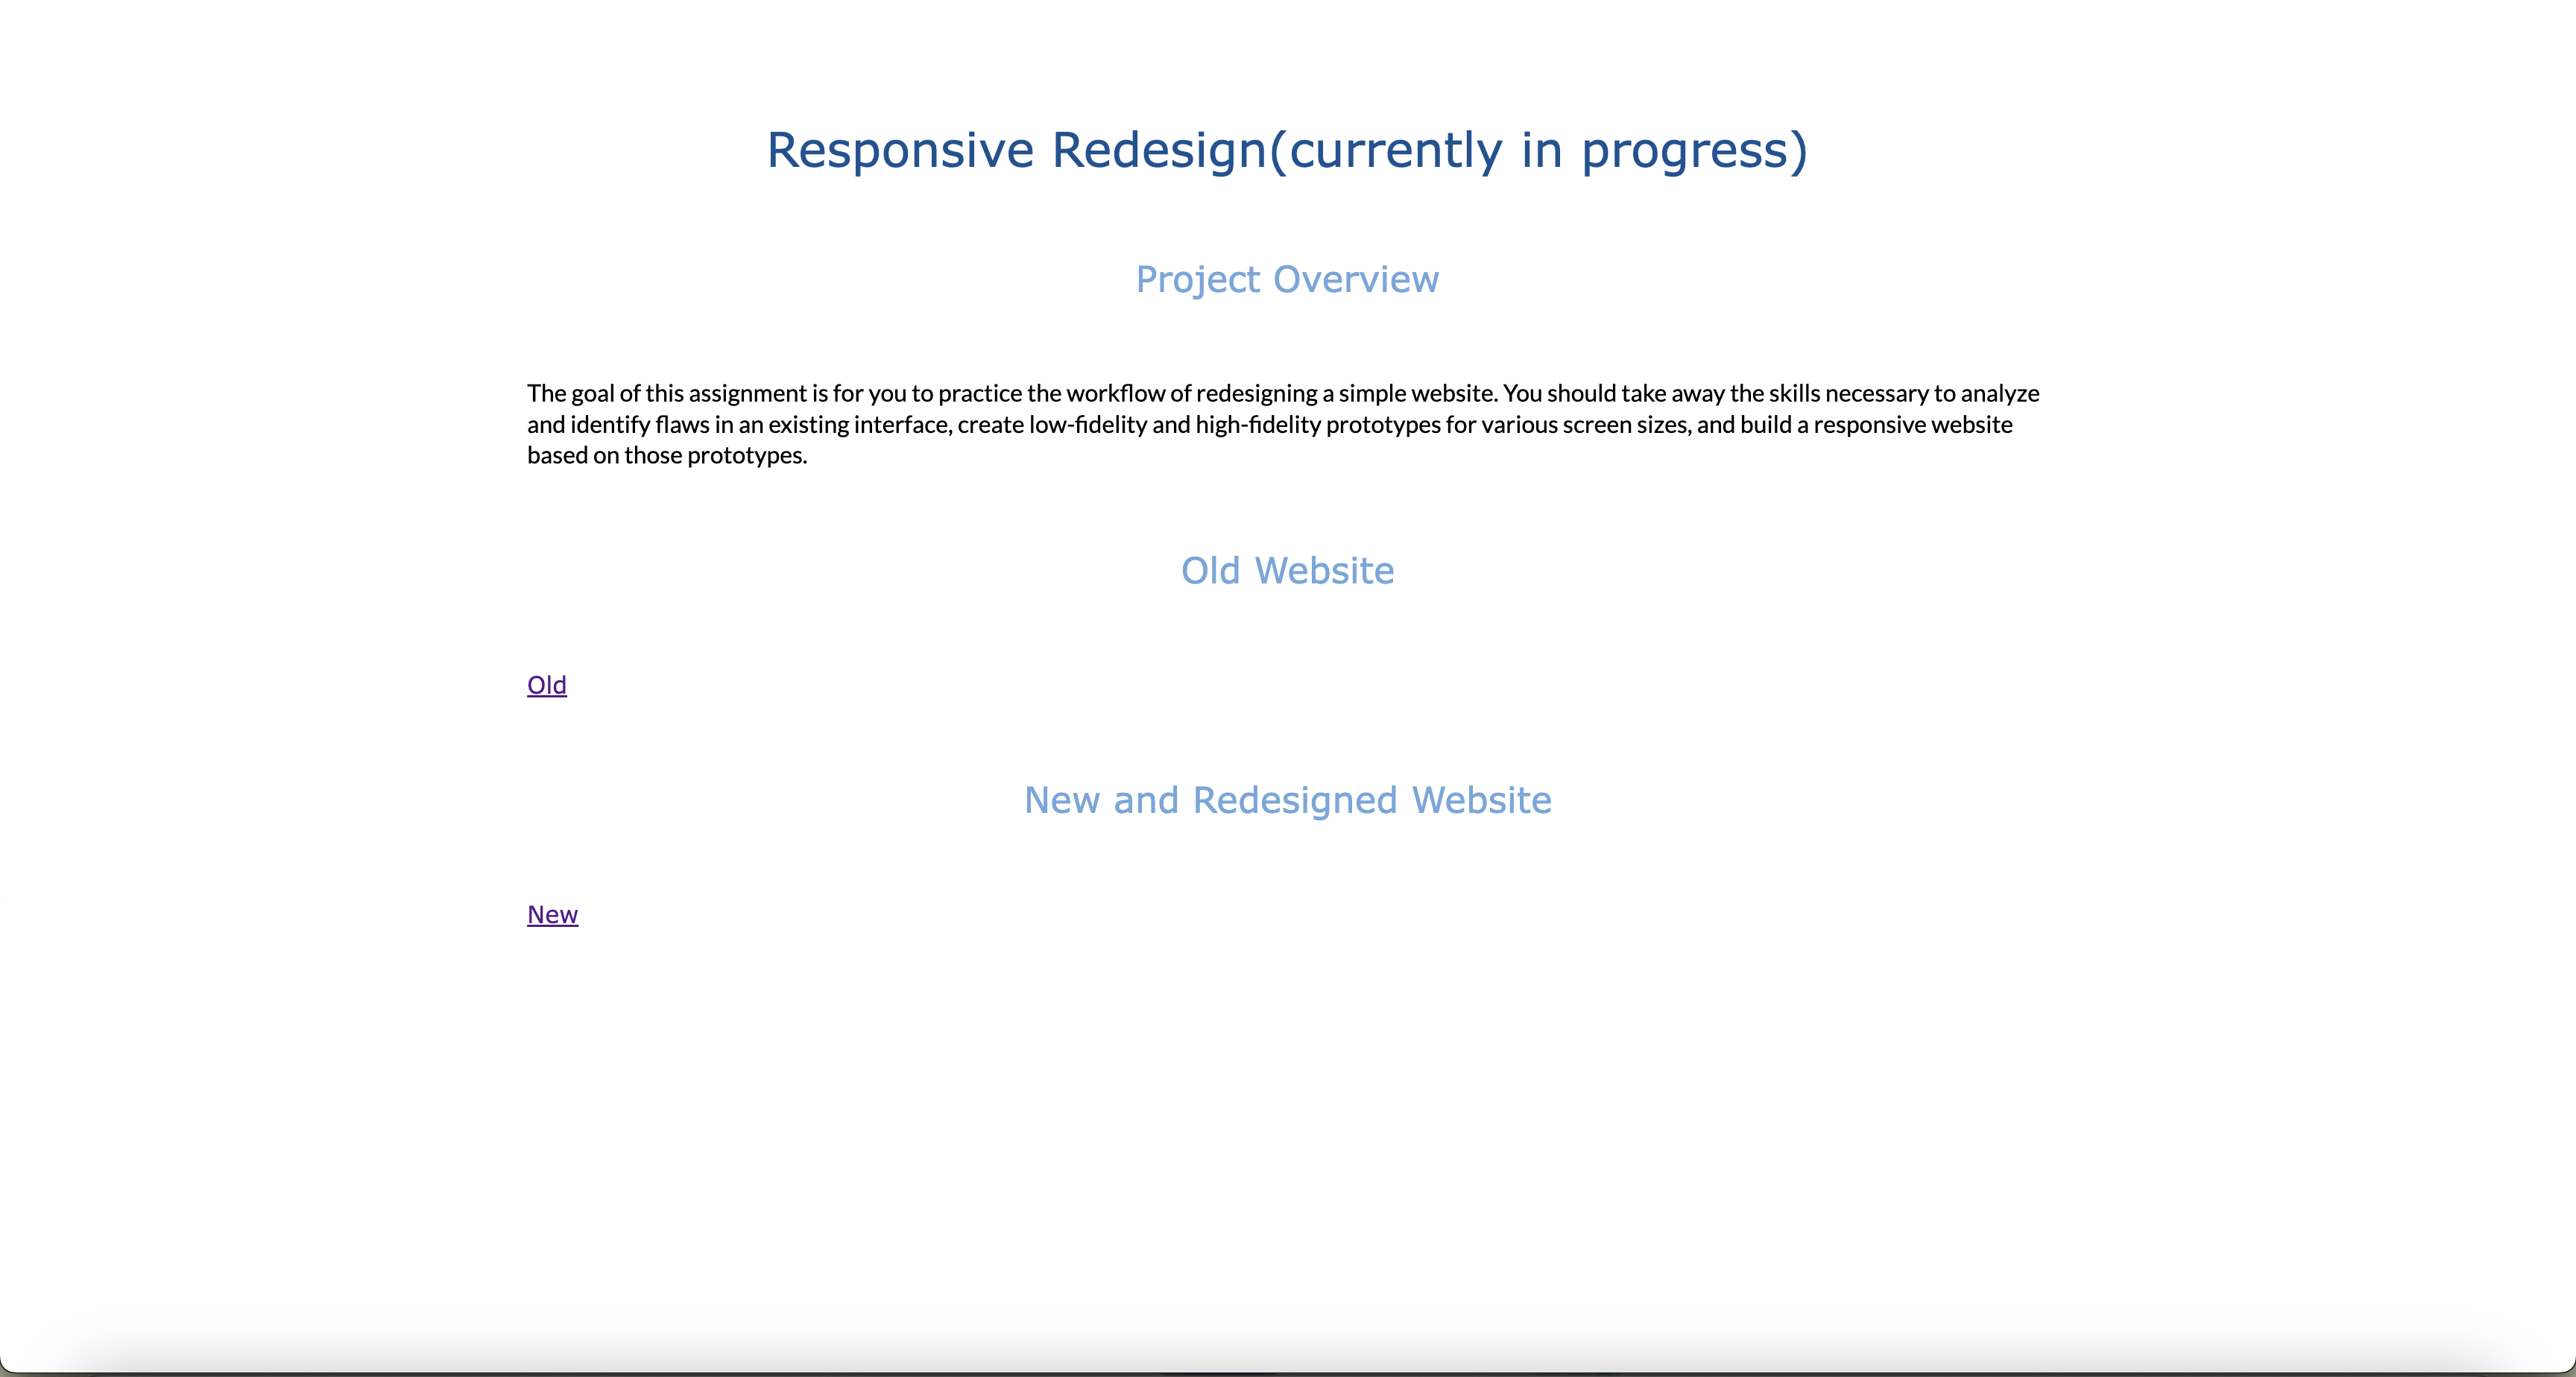 Responsive Redesign(currently in progress)
Project Overview
The goal of this assignment is for you to practice the workflow of redesigning a simple website. You should take away the skills necessary to analyze
and identify flaws in an existing interface, create low-fidelity and high-fidelity prototypes for various screen sizes, and build a responsive website
based on those prototypes.
Old Website
Old
New and Redesigned Website
New